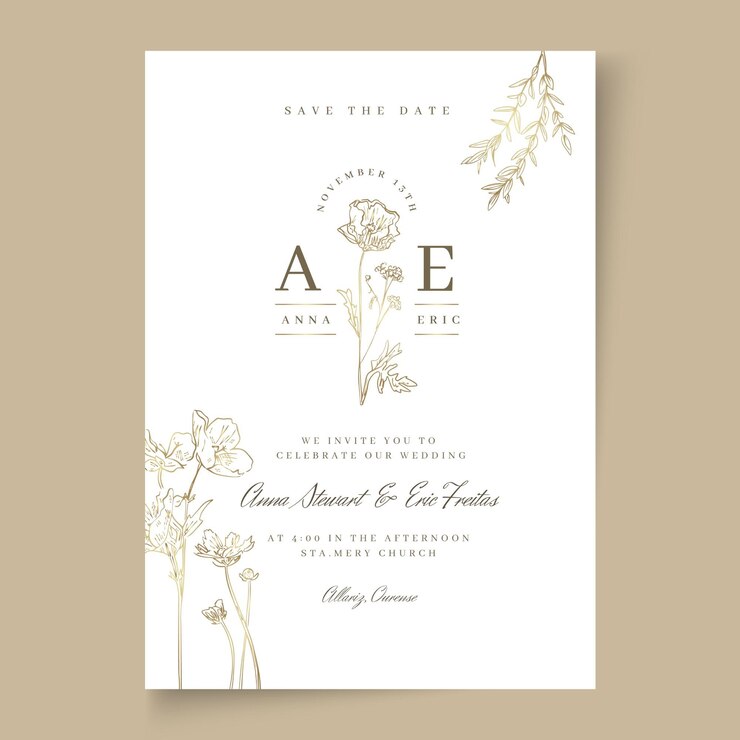 SAVE THE DATE
NOVEMBER 15TH
A E
ANNA ERIC
WE INVITE YOU TO
CELEBRATE OUR WEDDING
Anna Stewart & Eric Freitas
AT 4:00 IN THE AFTERNOON
STA.MERY CHURCH
Allariz, Ourense